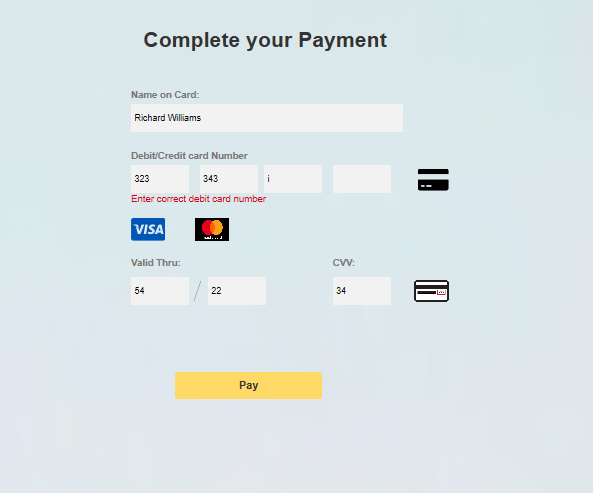 Complete your Payment
Name on Card:
Richard Williams
Debit/Credit card Number
323 343 i
Enter correct debit card number
VISA
Valid Thru: CVV:
54 / 22 34
Pay